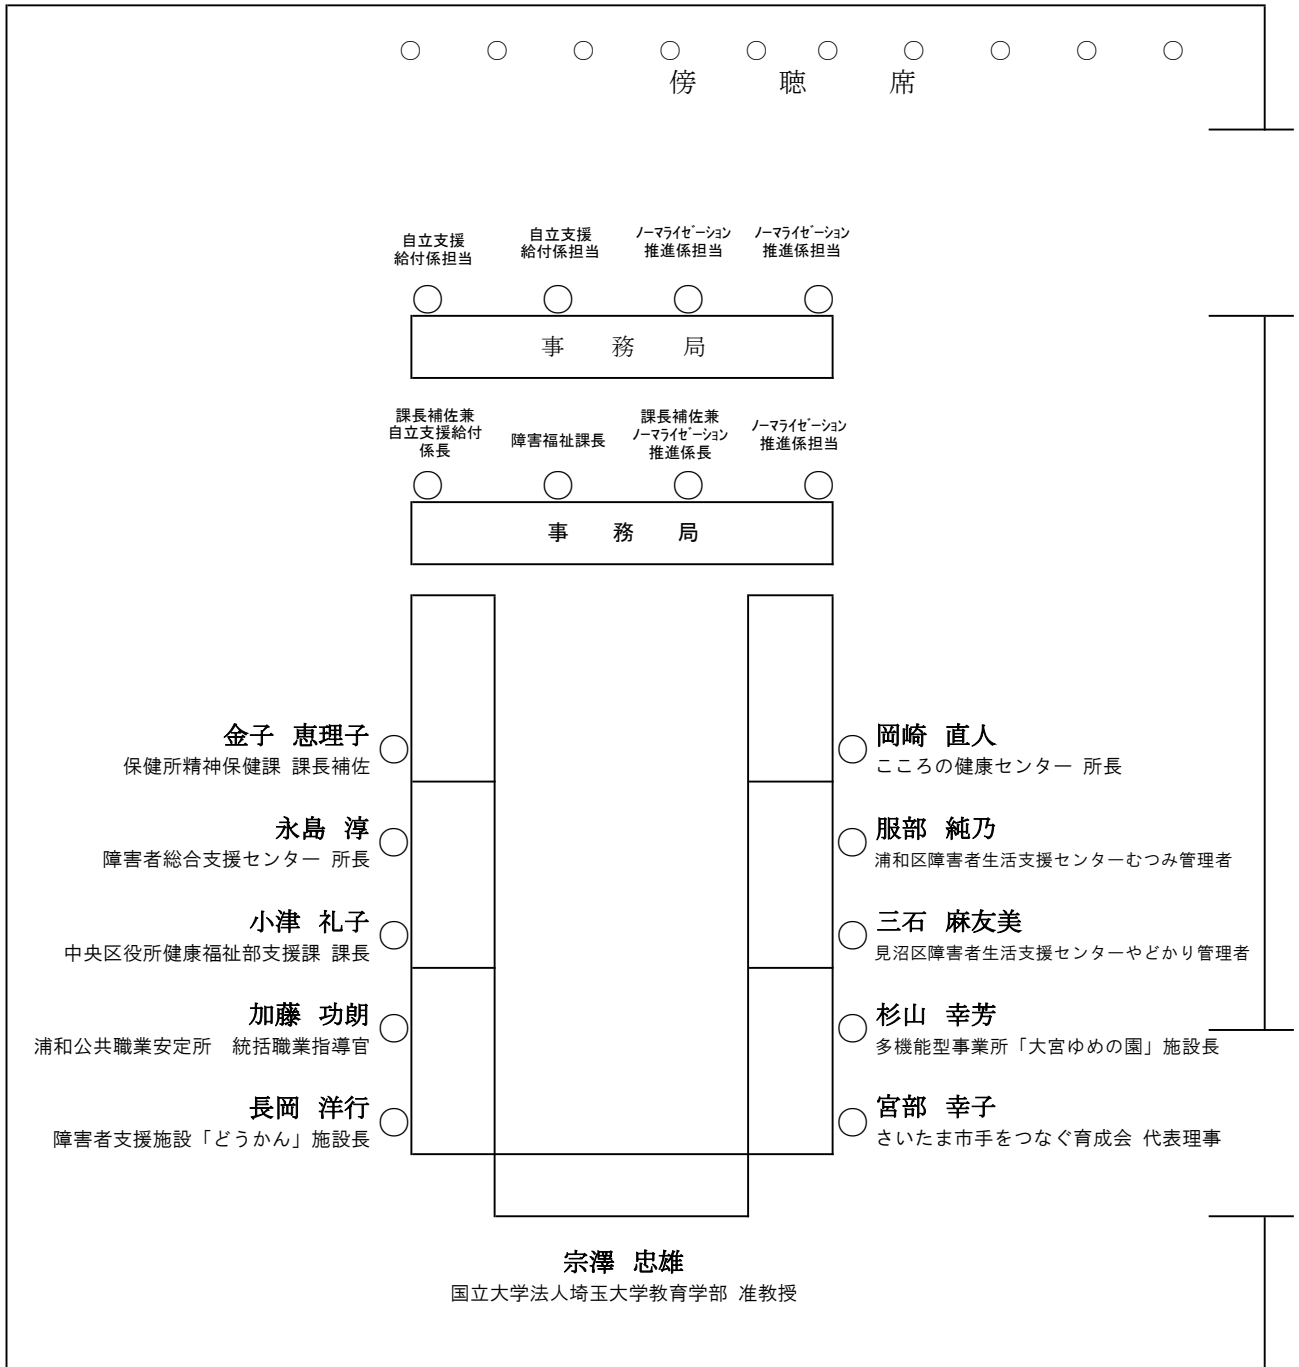 ○ ○ ○ ○ ○ ○ ○ ○ ○ ○
傍 聴 席
自立支援
給付係担当
自立支援
給付係担当
ﾉｰﾏﾗｲｾﾞｰｼｮﾝ
推進係担当
ﾉｰﾏﾗｲｾﾞｰｼｮﾝ
推進係担当
事 務 局
課長補佐兼
自立支援給付
係長
障害福祉課長
課長補佐兼
ﾉｰﾏﾗｲｾﾞｰｼｮﾝ
推進係長
ﾉｰﾏﾗｲｾﾞｰｼｮﾝ
推進係担当
事 務 局
金子 恵理子
保健所精神保健課 課長補佐
永島 淳
障害者総合支援センター 所長
小津 礼子
中央区役所健康福祉部支援課 課長
加藤 功朗
浦和公共職業安定所 統括職業指導官
長岡 洋行
障害者支援施設「どうかん」施設長
岡崎 直人
こころの健康センター 所長
服部 純乃
浦和区障害者生活支援センターむつみ管理者
三石 麻友美
見沼区障害者生活支援センターやどかり管理者
杉山 幸芳
多機能型事業所「大宮ゆめの園」施設長
宮部 幸子
さいたま市手をつなぐ育成会 代表理事
宗澤 忠雄
国立大学法人埼玉大学教育学部 准教授